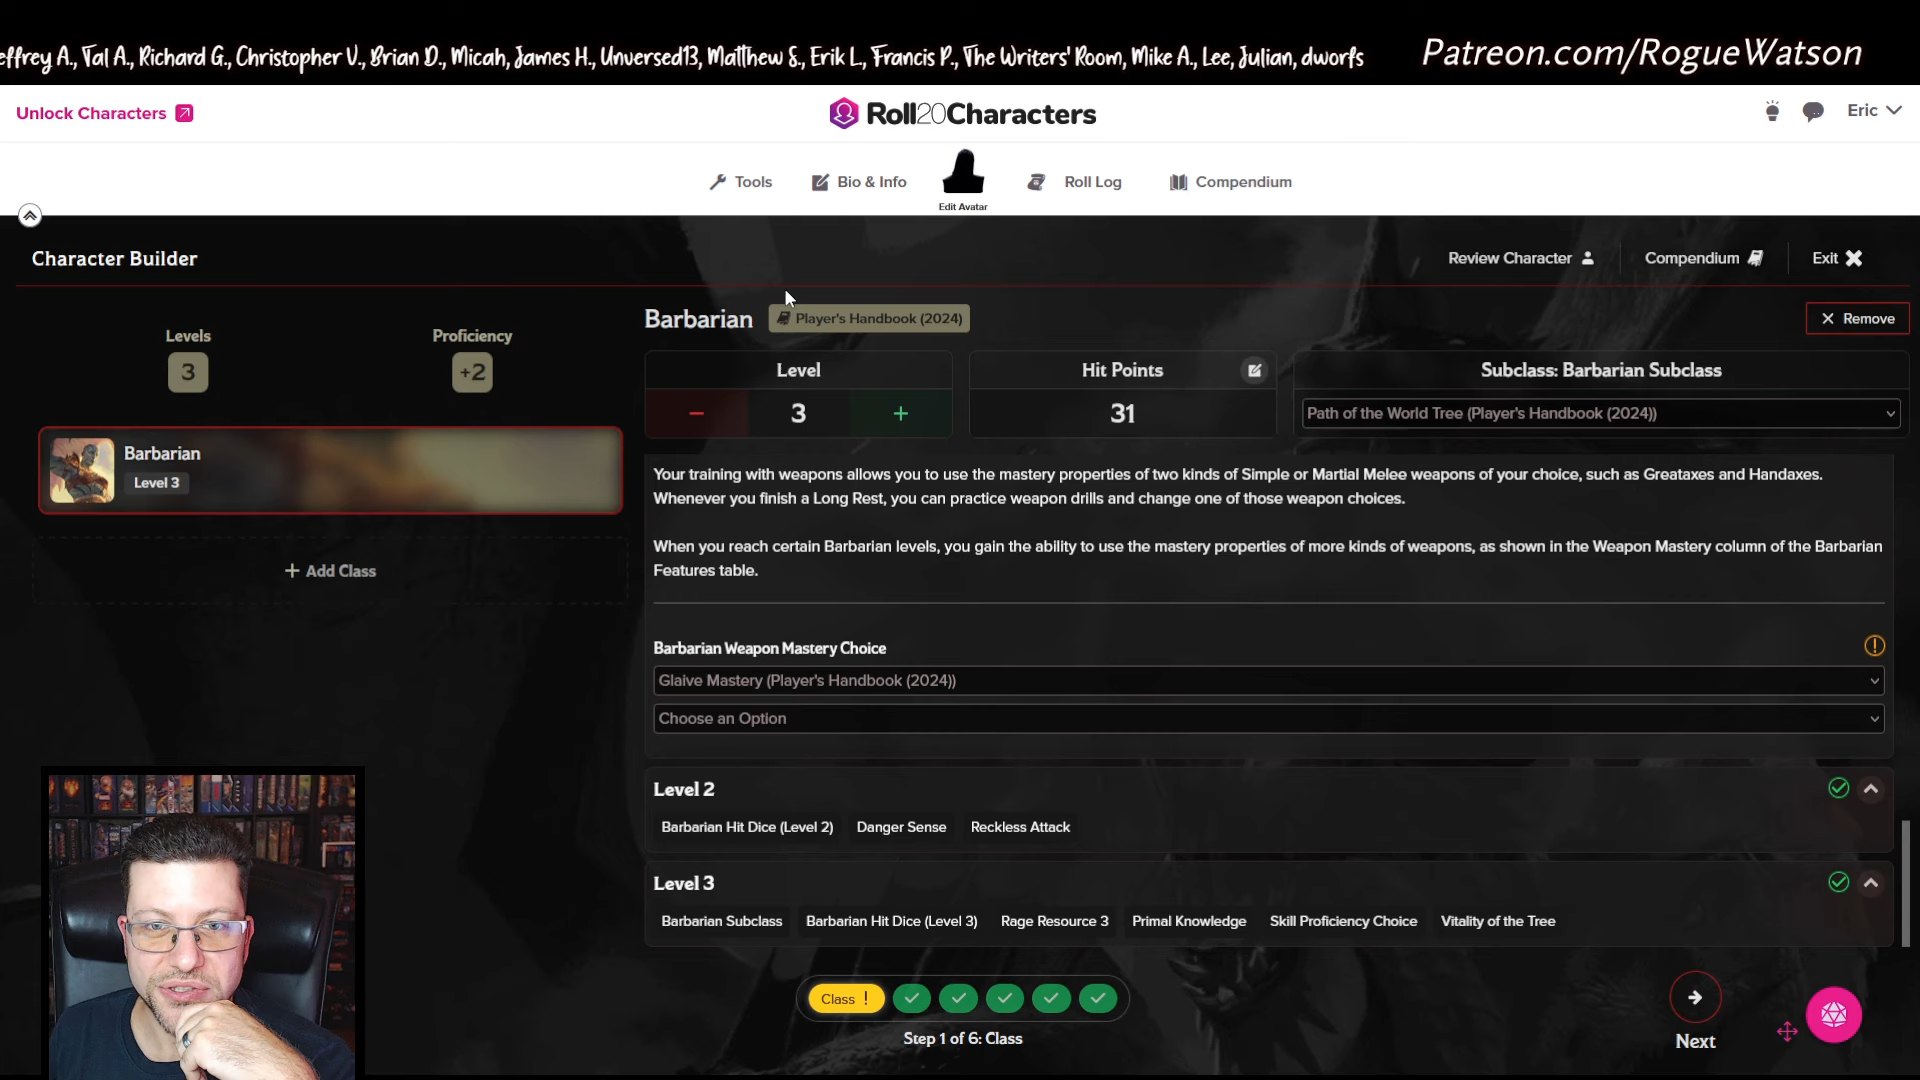 effrey A., Tal A., Richard G., Christopher V., Brian D., Micah, James H., Unversed13, Matthew S., Erik L., Francis P., The Writers' Room, Mike A., Lee, Julian, dwarfs
Patreon.com/RogueWatson
Unlock Characters
Roll20Characters
Eric
Tools
Bio & Info
Edit Avatar
Roll Log
Compendium
Character Builder
Review Character
Compendium
Exit
Levels
3
Proficiency
+2
Barbarian
Level 3
+ Add Class
Barbarian
Player's Handbook (2024)
Remove
Level
− 3 +
Hit Points
31
Subclass: Barbarian Subclass
Path of the World Tree (Player's Handbook (2024))
Your training with weapons allows you to use the mastery properties of two kinds of Simple or Martial Melee weapons of your choice, such as Greataxes and Handaxes.
Whenever you finish a Long Rest, you can practice weapon drills and change one of those weapon choices.
When you reach certain Barbarian levels, you gain the ability to use the mastery properties of more kinds of weapons, as shown in the Weapon Mastery column of the Barbarian
Features table.
Barbarian Weapon Mastery Choice
Glaive Mastery (Player's Handbook (2024))
Choose an Option
Level 2
Barbarian Hit Dice (Level 2) Danger Sense Reckless Attack
Level 3
Barbarian Subclass Barbarian Hit Dice (Level 3) Rage Resource 3 Primal Knowledge Skill Proficiency Choice Vitality of the Tree
Class !
Step 1 of 6: Class
Next